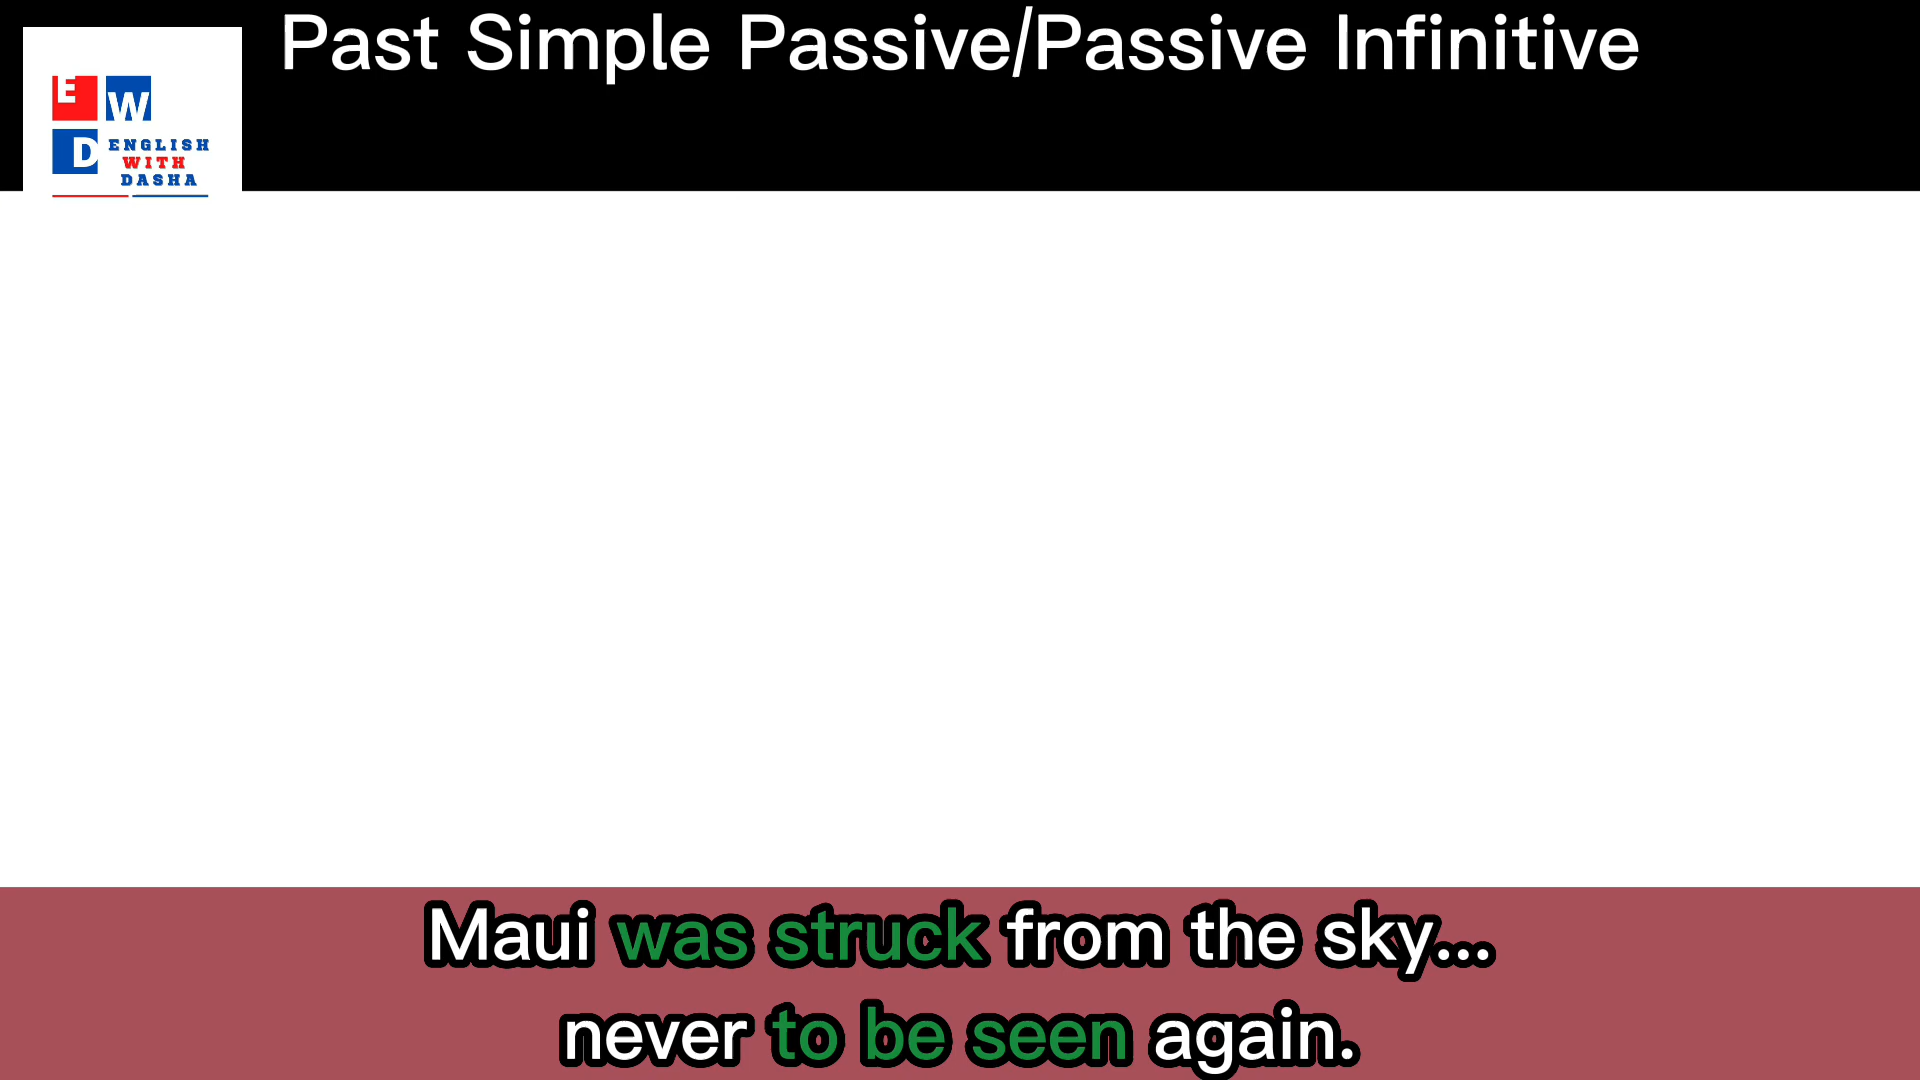 Past Simple Passive/Passive Infinitive
E W
D ENGLISH
WITH
DASHA
Maui was struck from the sky...
never to be seen again.